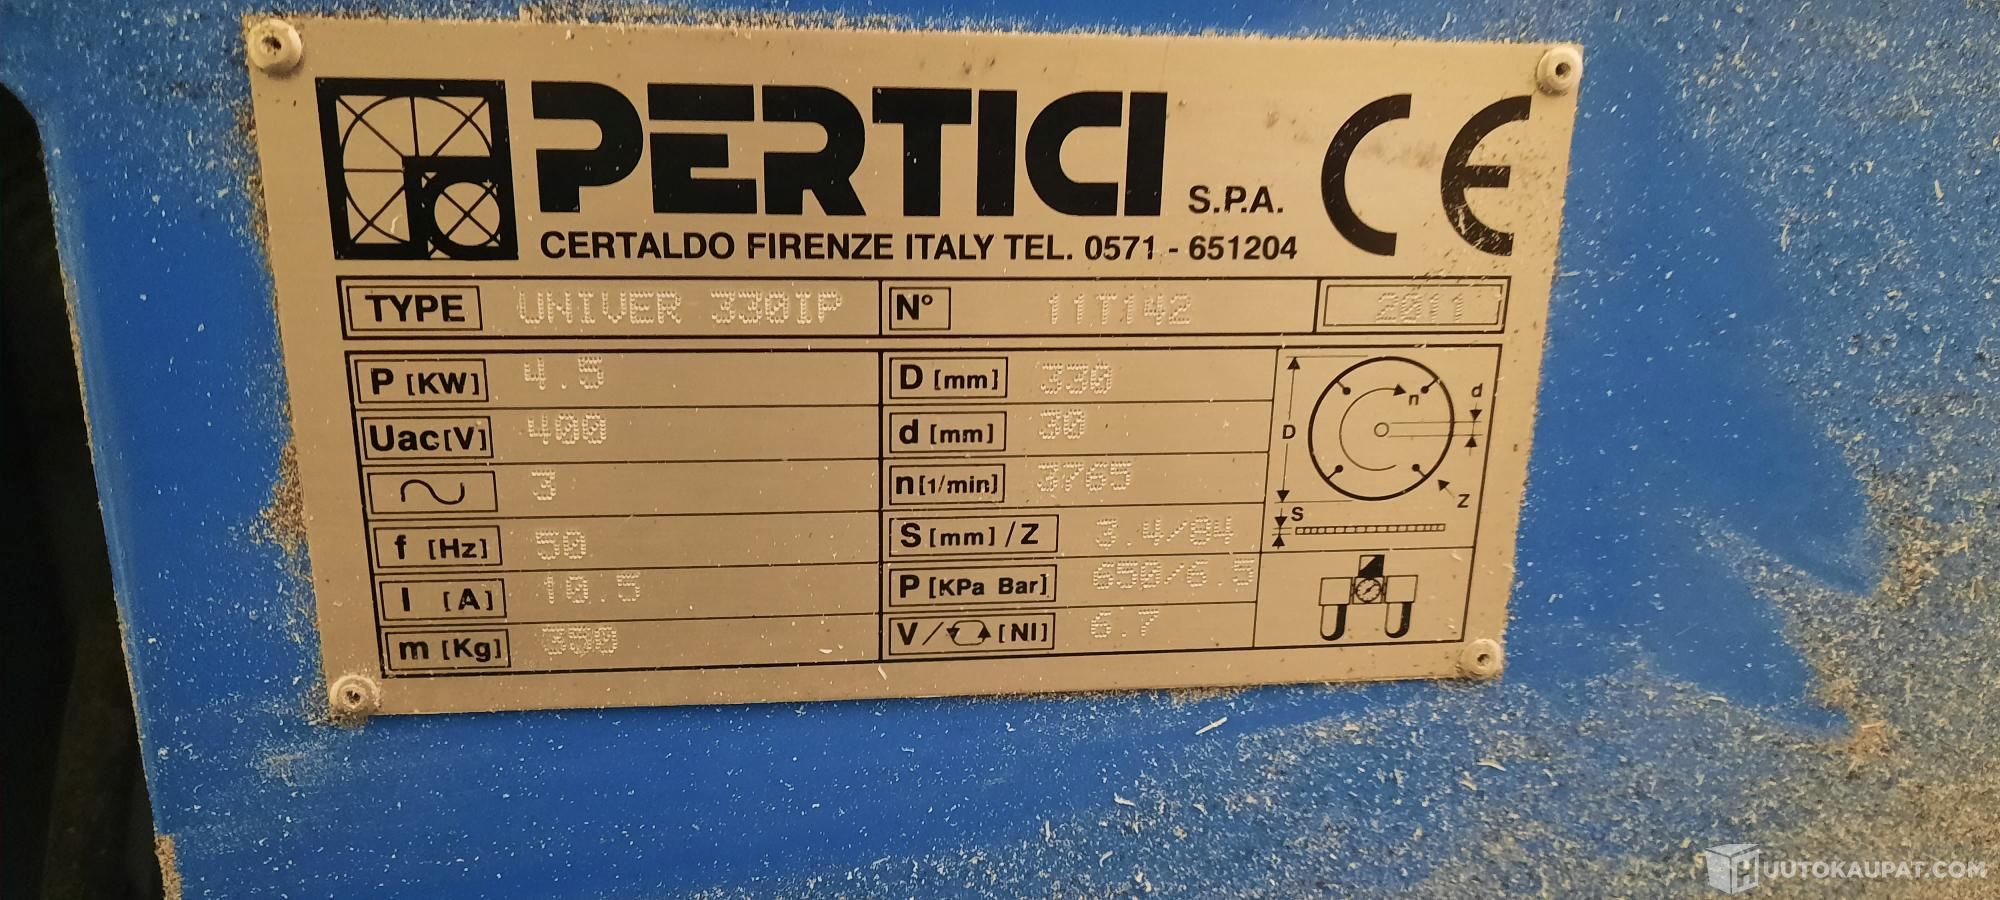 PERTICI S.P.A. CE
CERTALDO FIRENZE ITALY TEL. 0571 - 651204
TYPE UNIVER 330IP N° 11T142 2011
P [KW] 4.5 D [mm] 330
Uac[V] 400 d [mm] 30
3 n[1/min] 3765
f [Hz] 50 S[mm] /Z 3.4/84
I [A] 10.5 P[KPa Bar] 650/6.5
m [Kg] 350 V/ [Nl] 6.7
n d
D
Z
S
HUUTOKAUPAT.COM